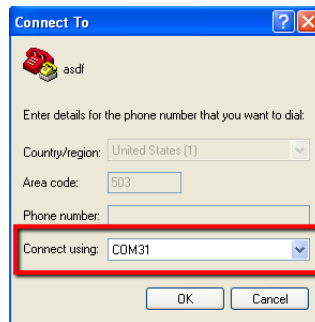 Connect To
asdf
Enter details for the phone number that you want to dial:
Country/region: United States (1)
Area code: 503
Phone number:
Connect using: COM31
OK Cancel